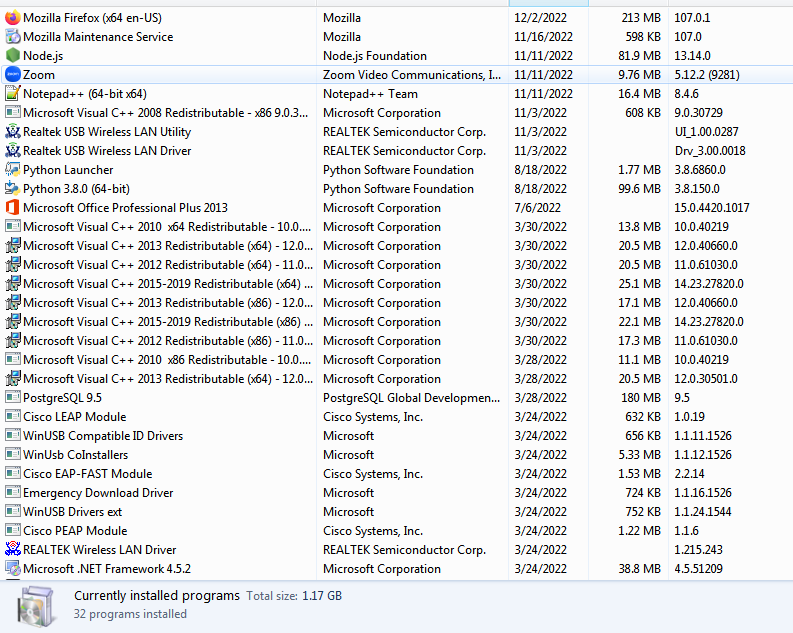 Mozilla Firefox (x64 en-US) Mozilla 12/2/2022 213 MB 107.0.1
Mozilla Maintenance Service Mozilla 11/16/2022 598 KB 107.0
Node.js Node.js Foundation 11/11/2022 81.9 MB 13.14.0
Zoom Zoom Video Communications, I... 11/11/2022 9.76 MB 5.12.2 (9281)
Notepad++ (64-bit x64) Notepad++ Team 11/11/2022 16.4 MB 8.4.6
Microsoft Visual C++ 2008 Redistributable - x86 9.0.3... Microsoft Corporation 11/3/2022 608 KB 9.0.30729
Realtek USB Wireless LAN Utility REALTEK Semiconductor Corp. 11/3/2022 UI_1.00.0287
Realtek USB Wireless LAN Driver REALTEK Semiconductor Corp. 11/3/2022 Drv_3.00.0018
Python Launcher Python Software Foundation 8/18/2022 1.77 MB 3.8.6860.0
Python 3.8.0 (64-bit) Python Software Foundation 8/18/2022 99.6 MB 3.8.150.0
Microsoft Office Professional Plus 2013 Microsoft Corporation 7/6/2022 15.0.4420.1017
Microsoft Visual C++ 2010 x64 Redistributable - 10.0.... Microsoft Corporation 3/30/2022 13.8 MB 10.0.40219
Microsoft Visual C++ 2013 Redistributable (x64) - 12.0... Microsoft Corporation 3/30/2022 20.5 MB 12.0.40660.0
Microsoft Visual C++ 2012 Redistributable (x64) - 11.0... Microsoft Corporation 3/30/2022 20.5 MB 11.0.61030.0
Microsoft Visual C++ 2015-2019 Redistributable (x64) ... Microsoft Corporation 3/30/2022 25.1 MB 14.23.27820.0
Microsoft Visual C++ 2013 Redistributable (x86) - 12.0... Microsoft Corporation 3/30/2022 17.1 MB 12.0.40660.0
Microsoft Visual C++ 2015-2019 Redistributable (x86) ... Microsoft Corporation 3/30/2022 22.1 MB 14.23.27820.0
Microsoft Visual C++ 2012 Redistributable (x86) - 11.0... Microsoft Corporation 3/30/2022 17.3 MB 11.0.61030.0
Microsoft Visual C++ 2010 x86 Redistributable - 10.0.... Microsoft Corporation 3/28/2022 11.1 MB 10.0.40219
Microsoft Visual C++ 2013 Redistributable (x64) - 12.0... Microsoft Corporation 3/28/2022 20.5 MB 12.0.30501.0
PostgreSQL 9.5 PostgreSQL Global Developmen... 3/28/2022 180 MB 9.5
Cisco LEAP Module Cisco Systems, Inc. 3/24/2022 632 KB 1.0.19
WinUSB Compatible ID Drivers Microsoft 3/24/2022 656 KB 1.1.11.1526
WinUsb CoInstallers Microsoft 3/24/2022 5.33 MB 1.1.12.1526
Cisco EAP-FAST Module Cisco Systems, Inc. 3/24/2022 1.53 MB 2.2.14
Emergency Download Driver Microsoft 3/24/2022 724 KB 1.1.16.1526
WinUSB Drivers ext Microsoft 3/24/2022 752 KB 1.1.24.1544
Cisco PEAP Module Cisco Systems, Inc. 3/24/2022 1.22 MB 1.1.6
REALTEK Wireless LAN Driver REALTEK Semiconductor Corp. 3/24/2022 1.215.243
Microsoft .NET Framework 4.5.2 Microsoft Corporation 3/24/2022 38.8 MB 4.5.51209
Currently installed programs Total size: 1.17 GB
32 programs installed